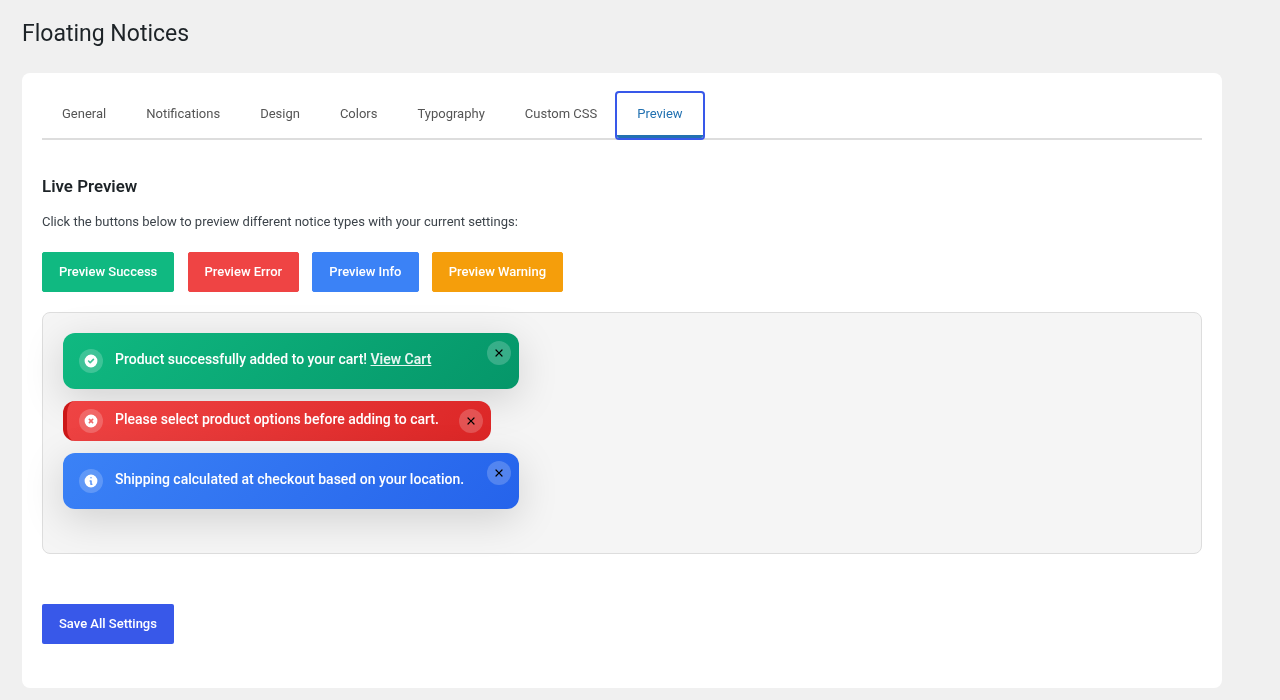 Floating Notices
General Notifications Design Colors Typography Custom CSS Preview
Live Preview
Click the buttons below to preview different notice types with your current settings:
Preview Success Preview Error Preview Info Preview Warning
Product successfully added to your cart! View Cart
Please select product options before adding to cart.
Shipping calculated at checkout based on your location.
Save All Settings